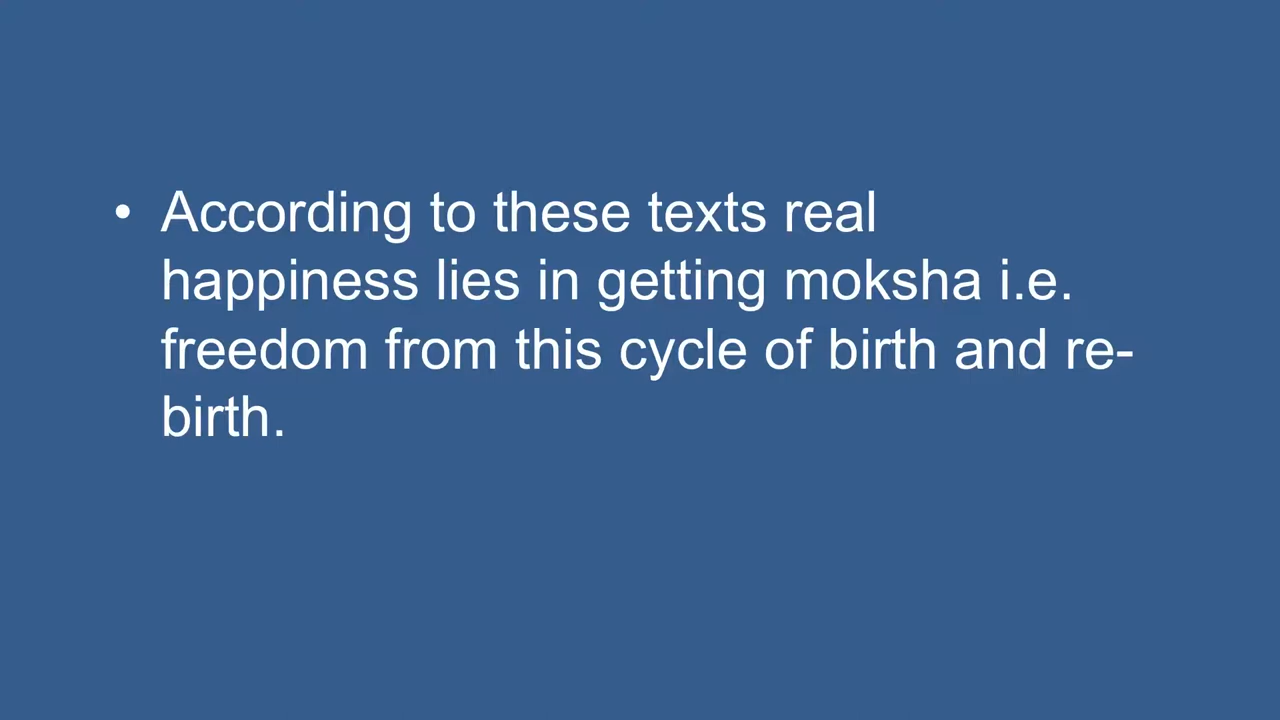 • According to these texts real
happiness lies in getting moksha i.e.
freedom from this cycle of birth and re-
birth.